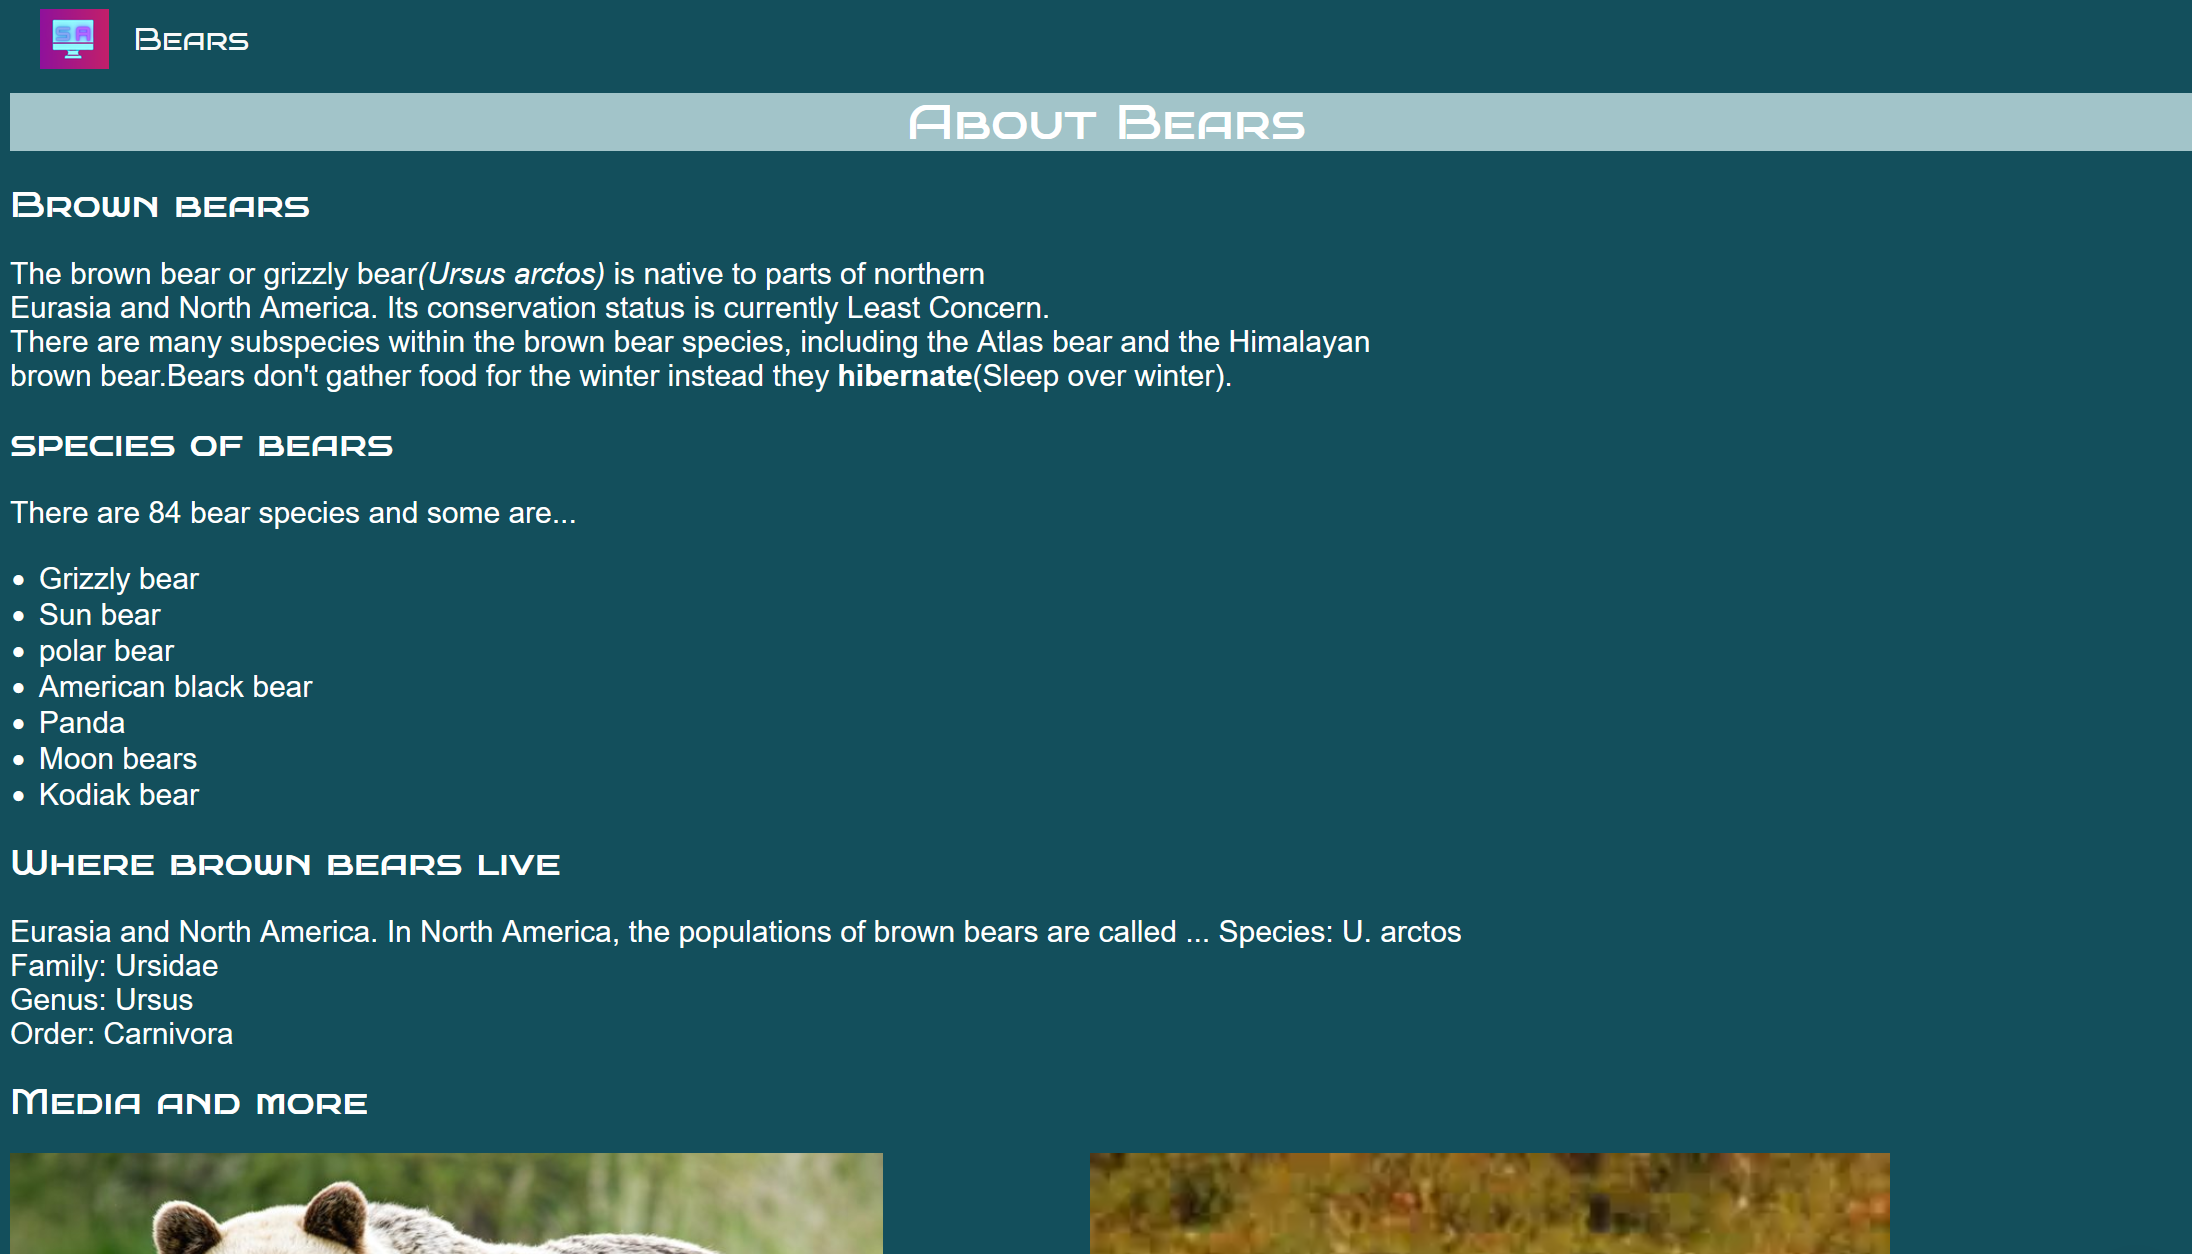 SA
Bears
About Bears
Brown bears
The brown bear or grizzly bear(Ursus arctos) is native to parts of northern
Eurasia and North America. Its conservation status is currently Least Concern.
There are many subspecies within the brown bear species, including the Atlas bear and the Himalayan
brown bear.Bears don't gather food for the winter instead they hibernate(Sleep over winter).
species of bears
There are 84 bear species and some are...
• Grizzly bear
• Sun bear
• polar bear
• American black bear
• Panda
• Moon bears
• Kodiak bear
Where brown bears live
Eurasia and North America. In North America, the populations of brown bears are called ... Species: U. arctos
Family: Ursidae
Genus: Ursus
Order: Carnivora
Media and more